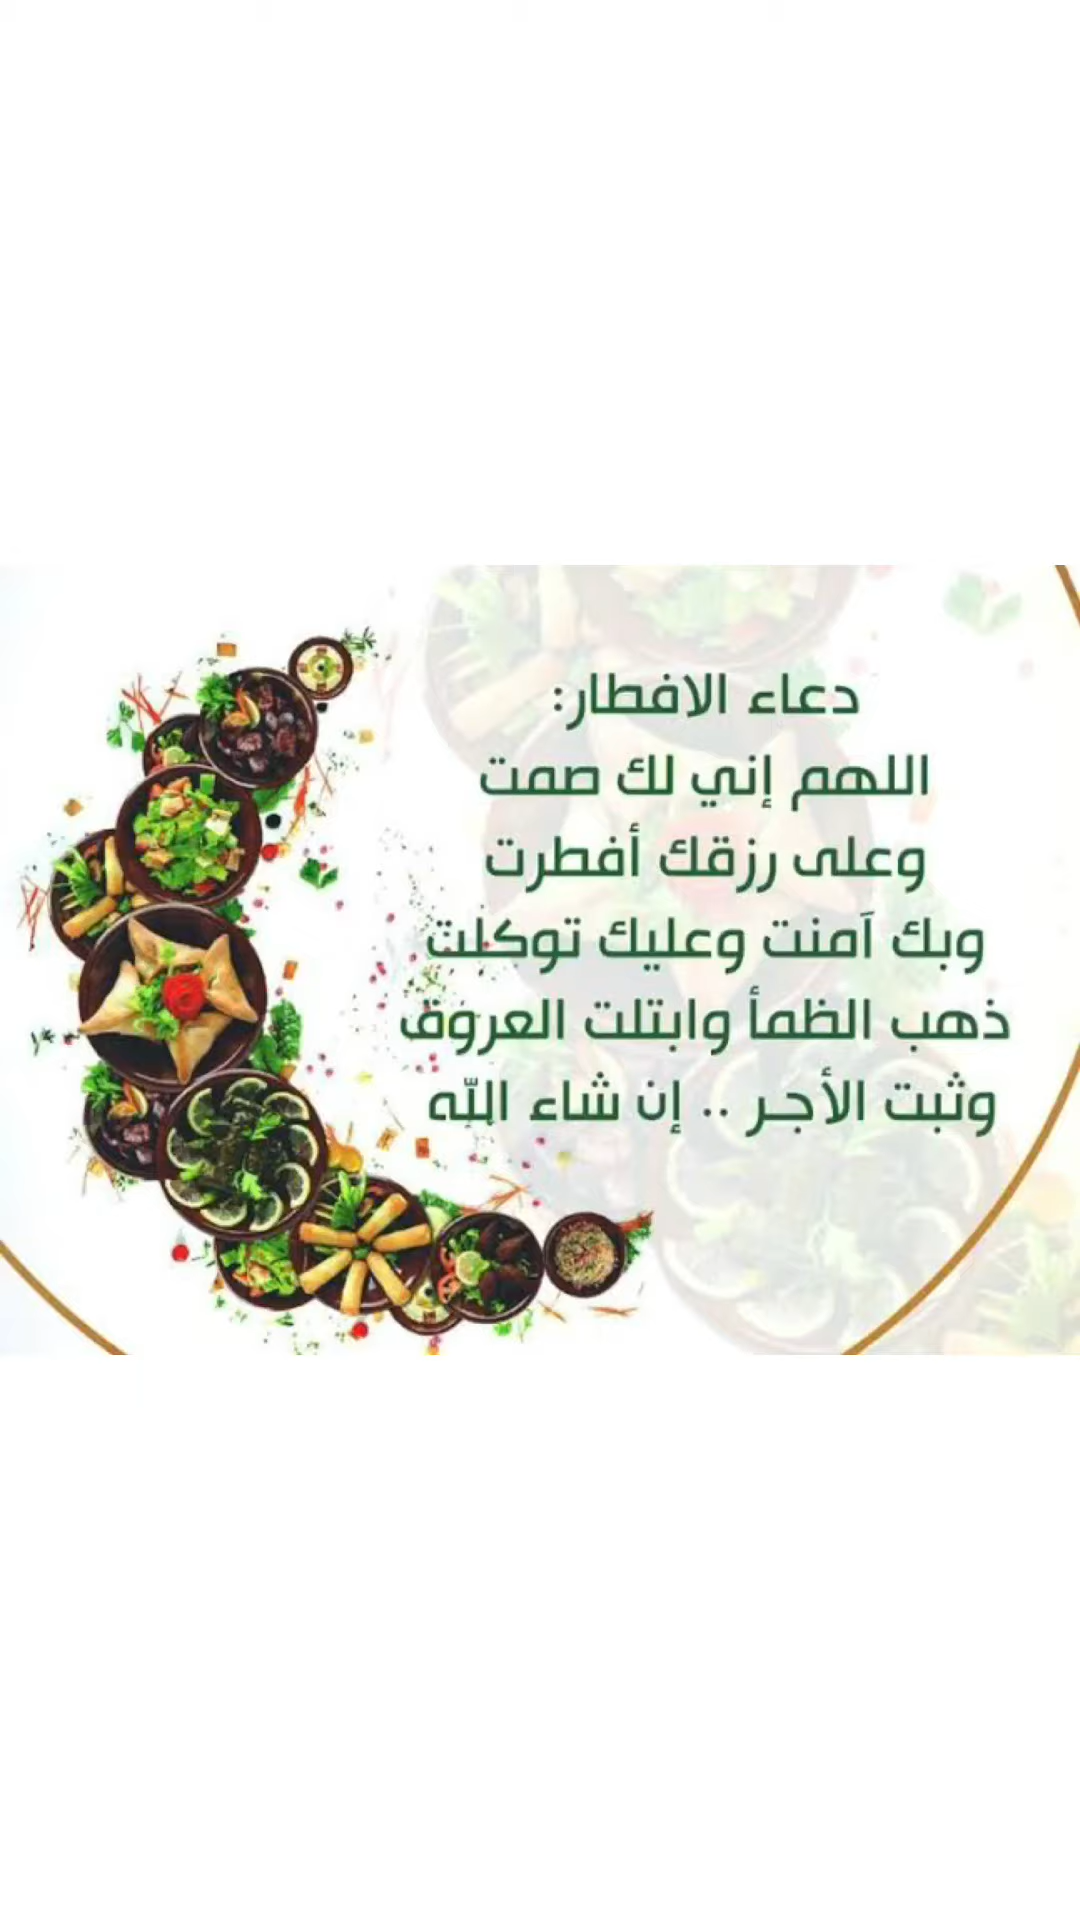 دعاء الافطار:
اللهم إني لك صمت
وعلى رزقك أفطرت
وبك آمنت وعليك توكلت
ذهب الظمأ وابتلت العروق
وثبت الأجر .. إن شاء الله